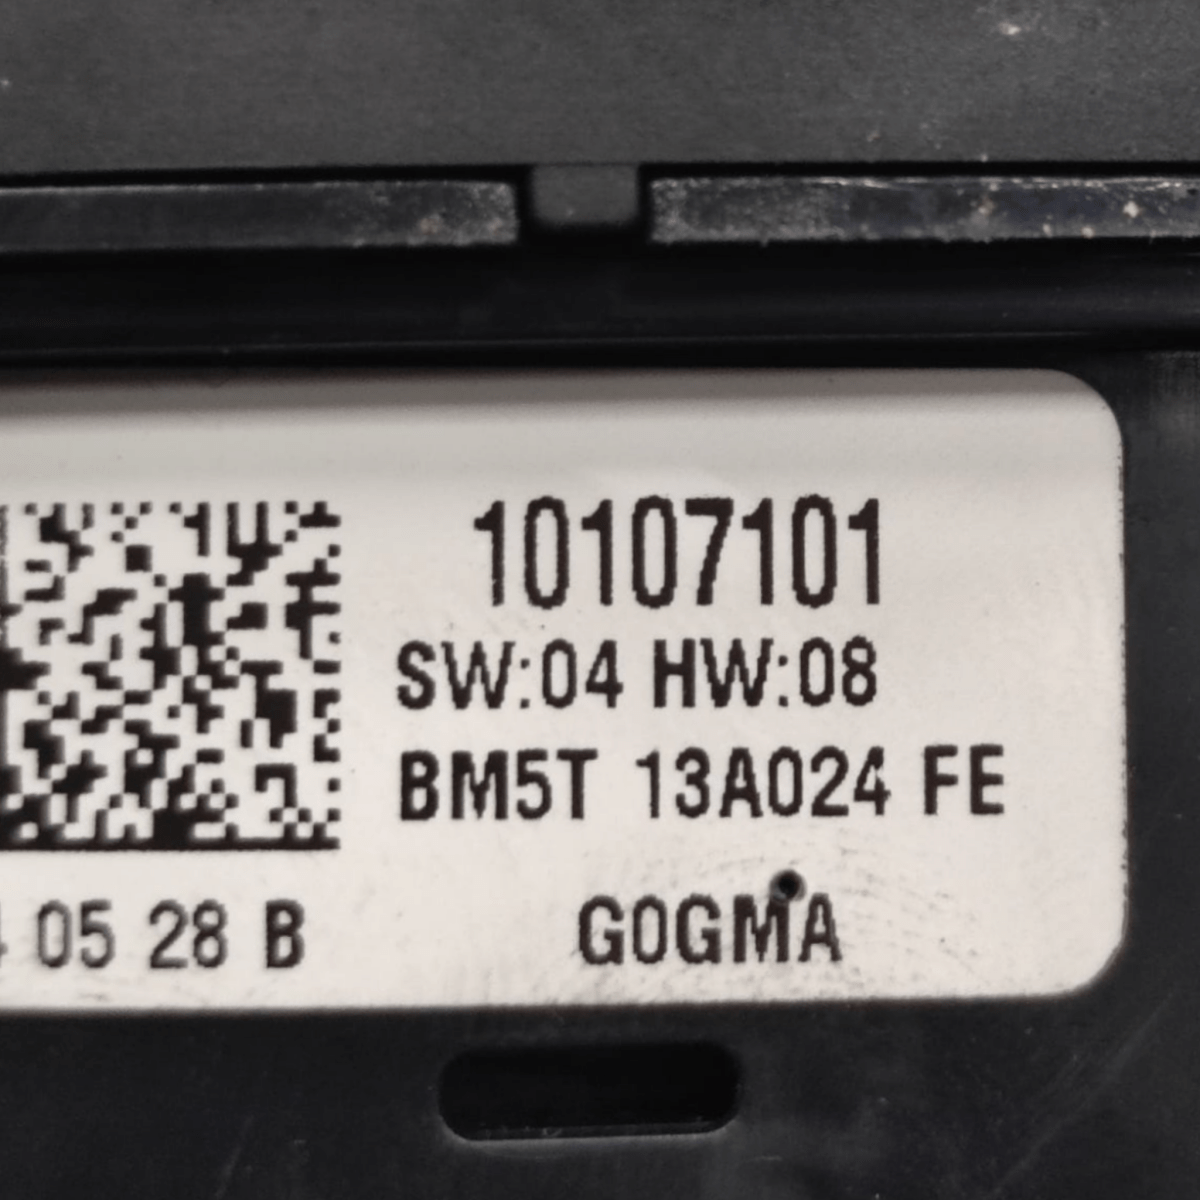 10107101
SW:04 HW:08
BM5T 13A024 FE
05 28 B
G0GMA